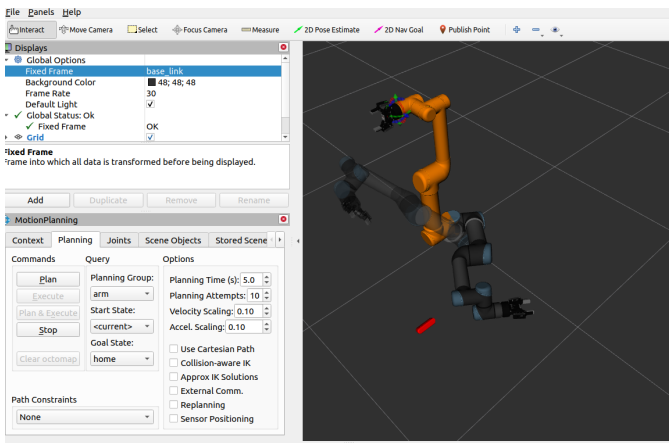 File Panels Help
Interact Move Camera Select Focus Camera Measure 2D Pose Estimate 2D Nav Goal Publish Point
Displays
Global Options
Fixed Frame base_link
Background Color 48; 48; 48
Frame Rate 30
Default Light
Global Status: Ok
Fixed Frame OK
Grid
Fixed Frame
Frame into which all data is transformed before being displayed.
Add Duplicate Remove Rename
MotionPlanning
Context Planning Joints Scene Objects Stored Scene
Commands Query Options
Plan Planning Group: Planning Time (s): 5.0
Execute arm Planning Attempts: 10
Plan & Execute Start State: Velocity Scaling: 0.10
Stop <current> Accel. Scaling: 0.10
Goal State: Use Cartesian Path
Clear octomap home Collision-aware IK
Approx IK Solutions
External Comm.
Path Constraints Replanning
None Sensor Positioning